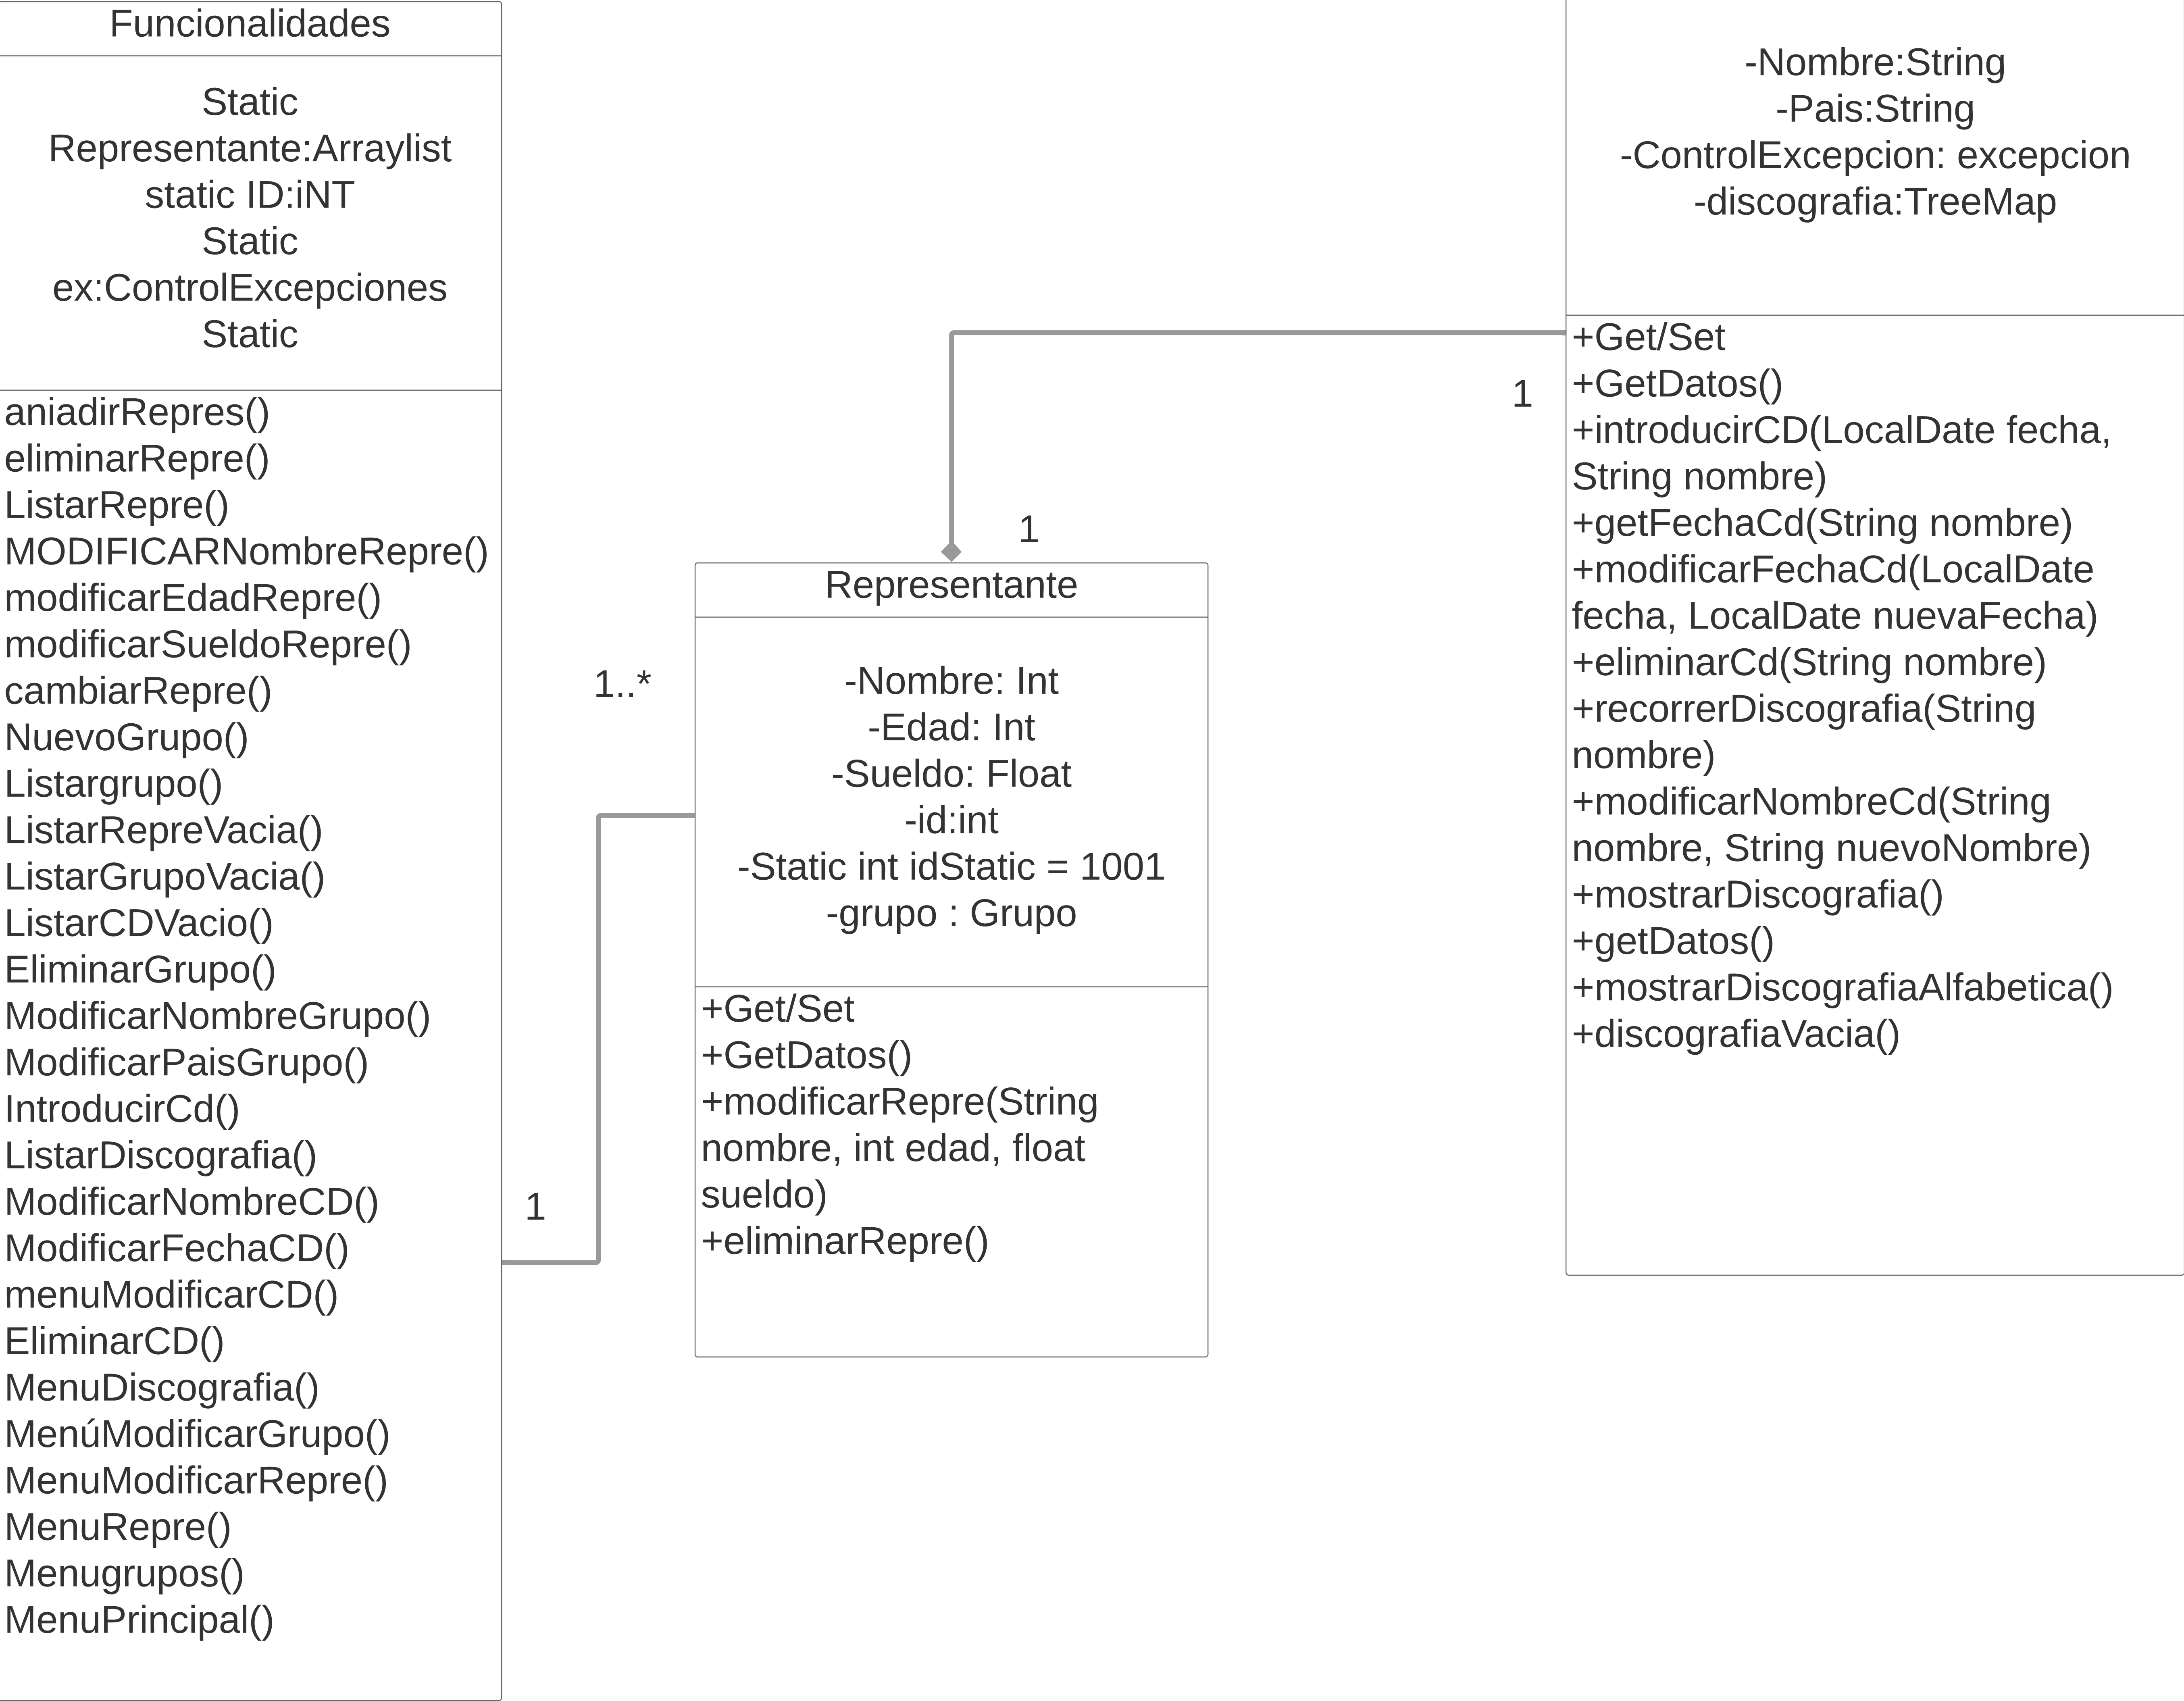 Funcionalidades
Static
Representante:Arraylist
static ID:iNT
Static
ex:ControlExcepciones
Static
aniadirRepres()
eliminarRepre()
ListarRepre()
MODIFICARNombreRepre()
modificarEdadRepre()
modificarSueldoRepre()
cambiarRepre()
NuevoGrupo()
Listargrupo()
ListarRepreVacia()
ListarGrupoVacia()
ListarCDVacio()
EliminarGrupo()
ModificarNombreGrupo()
ModificarPaisGrupo()
IntroducirCd()
ListarDiscografia()
ModificarNombreCD()
ModificarFechaCD()
menuModificarCD()
EliminarCD()
MenuDiscografia()
MenúModificarGrupo()
MenuModificarRepre()
MenuRepre()
Menugrupos()
MenuPrincipal()
1
1..*
1
1
Representante
-Nombre: Int
-Edad: Int
-Sueldo: Float
-id:int
-Static int idStatic = 1001
-grupo : Grupo
+Get/Set
+GetDatos()
+modificarRepre(String
nombre, int edad, float
sueldo)
+eliminarRepre()
-Nombre:String
-Pais:String
-ControlExcepcion: excepcion
-discografia:TreeMap
+Get/Set
+GetDatos()
+introducirCD(LocalDate fecha,
String nombre)
+getFechaCd(String nombre)
+modificarFechaCd(LocalDate
fecha, LocalDate nuevaFecha)
+eliminarCd(String nombre)
+recorrerDiscografia(String
nombre)
+modificarNombreCd(String
nombre, String nuevoNombre)
+mostrarDiscografia()
+getDatos()
+mostrarDiscografiaAlfabetica()
+discografiaVacia()